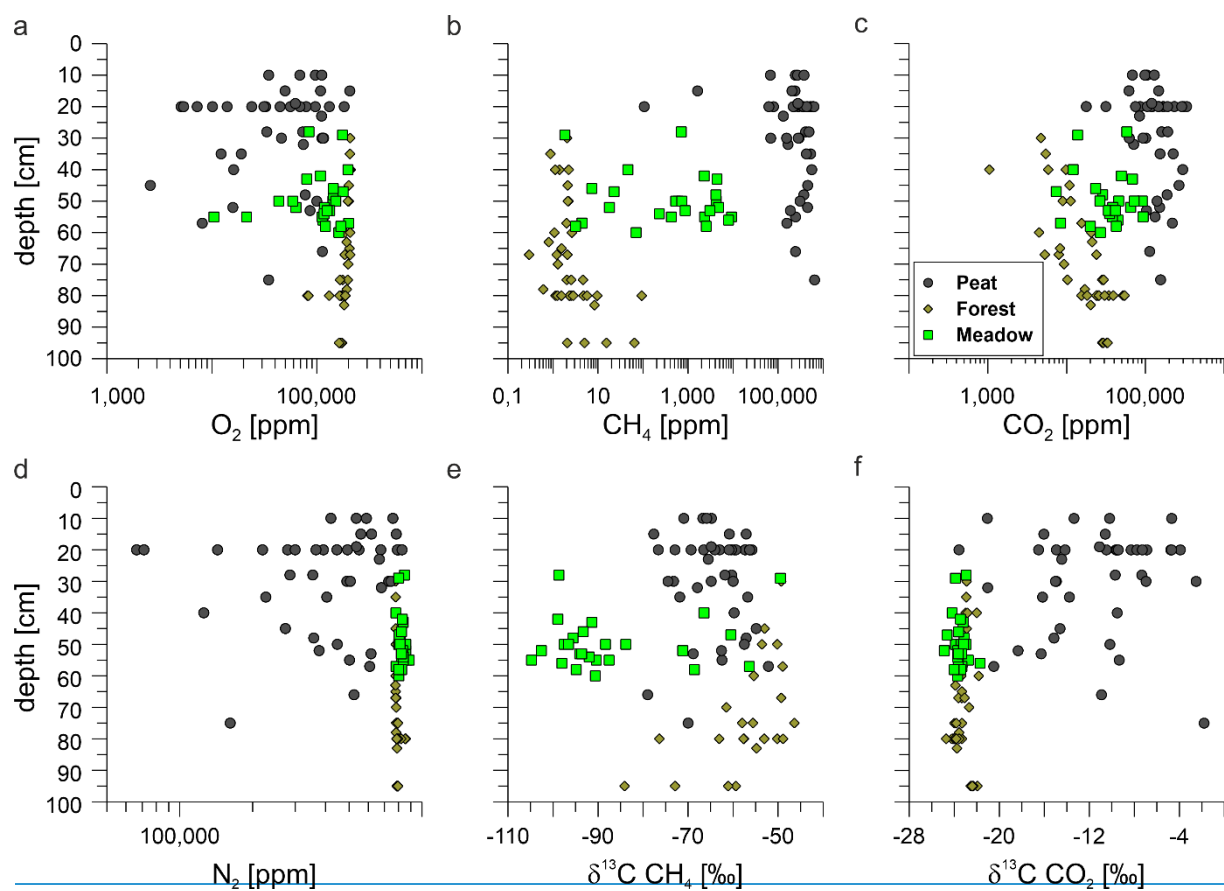 a
b
c
0
10
20
30
40
50
60
70
80
90
100
depth [cm]
1,000
100,000
O₂ [ppm]
0,1
10
1,000
100,000
CH₄ [ppm]
1,000
100,000
CO₂ [ppm]
Peat
Forest
Meadow
d
e
f
0
10
20
30
40
50
60
70
80
90
100
depth [cm]
100,000
N₂ [ppm]
-110
-90
-70
-50
δ¹³C CH₄ [‰]
-28
-20
-12
-4
δ¹³C CO₂ [‰]